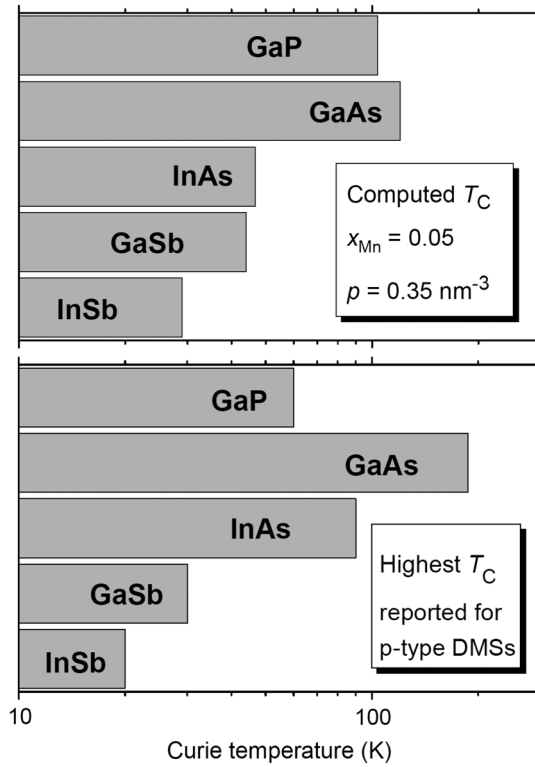 GaP
GaAs
InAs
GaSb
InSb
Computed T_C
x_Mn = 0.05
p = 0.35 nm⁻³
GaP
GaAs
InAs
GaSb
InSb
Highest T_C
reported for
p-type DMSs
10
100
Curie temperature (K)